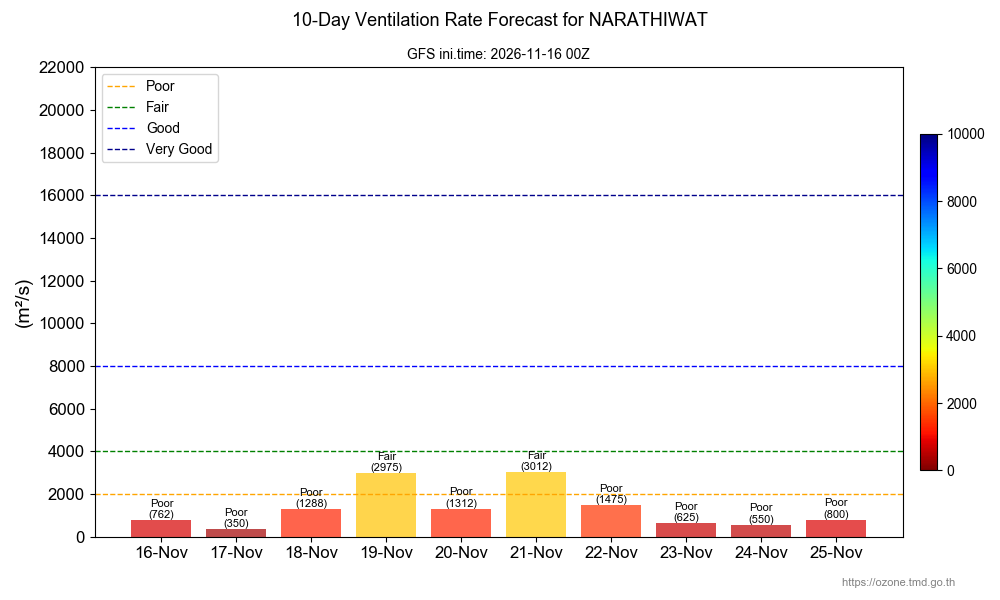 10-Day Ventilation Rate Forecast for NARATHIWAT
GFS ini.time: 2026-11-16 00Z
22000
20000
18000
16000
14000
12000
10000
8000
6000
4000
2000
0
(m²/s)
Poor
Fair
Good
Very Good
Poor
(762)
Poor
(350)
Poor
(1288)
Fair
(2975)
Poor
(1312)
Fair
(3012)
Poor
(1475)
Poor
(625)
Poor
(550)
Poor
(800)
16-Nov 17-Nov 18-Nov 19-Nov 20-Nov 21-Nov 22-Nov 23-Nov 24-Nov 25-Nov
10000
8000
6000
4000
2000
0
https://ozone.tmd.go.th